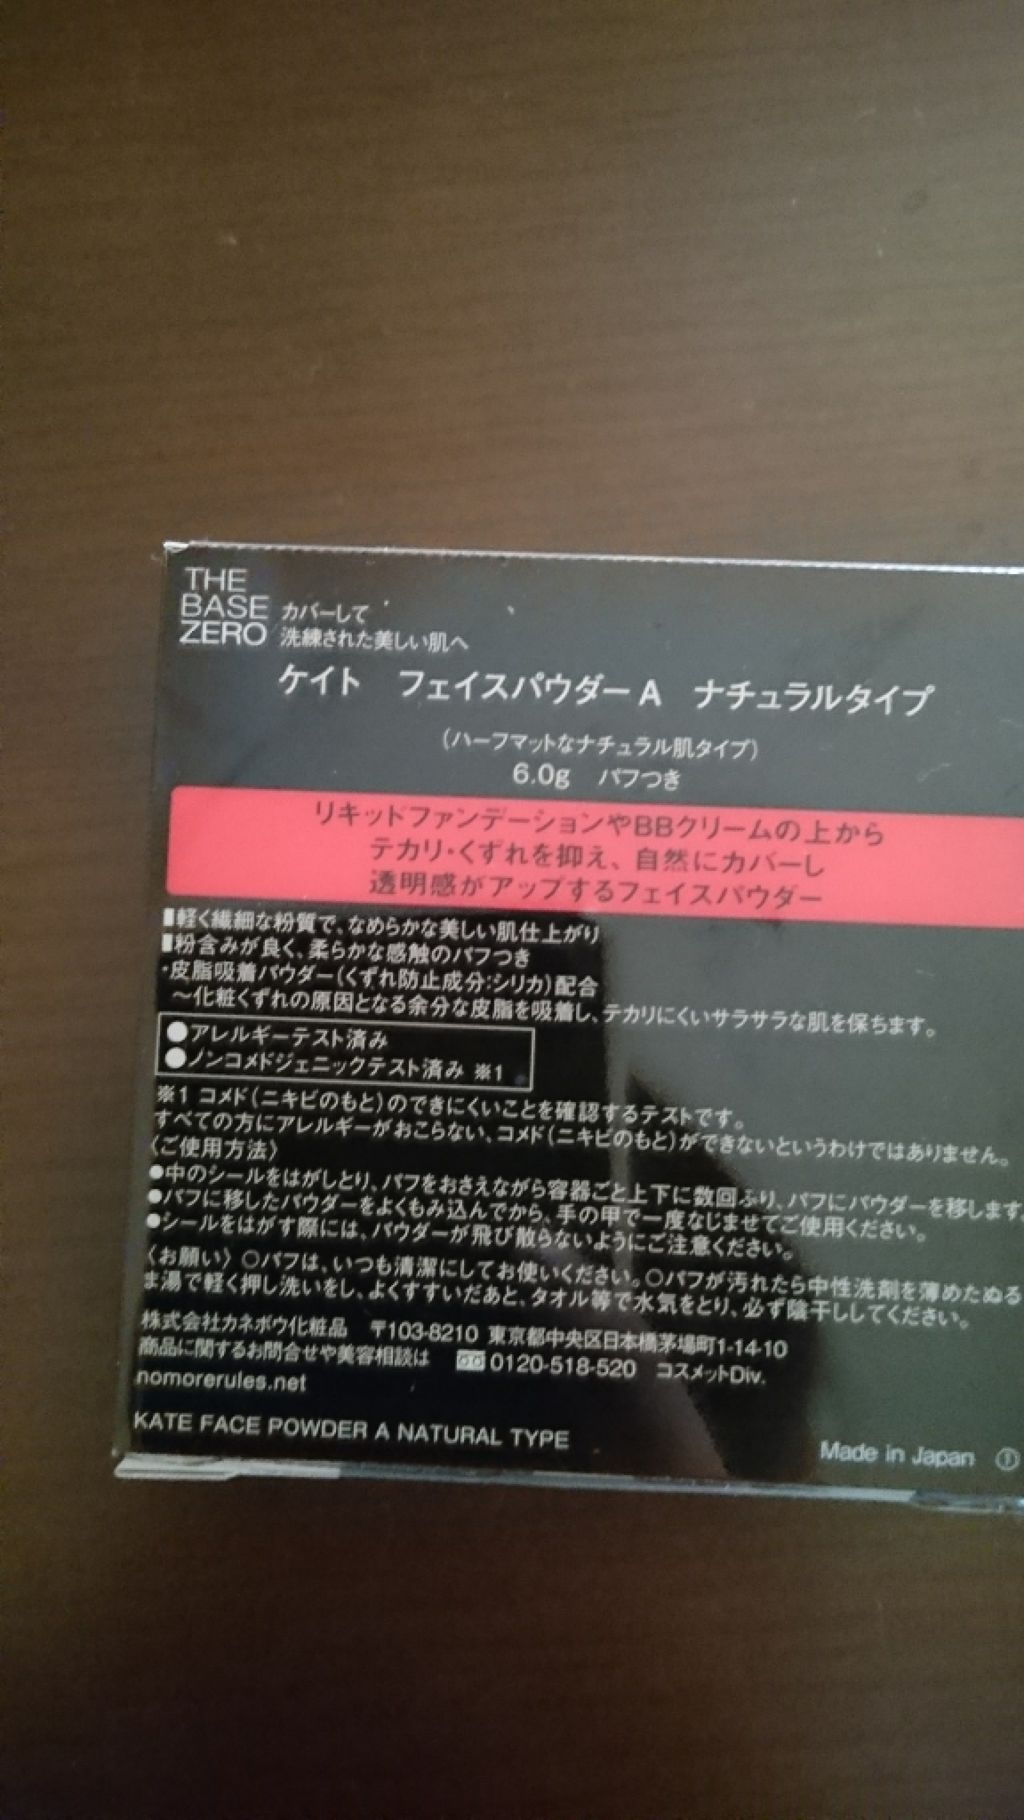 THE
BASE
ZERO
カバーして
洗練された美しい肌へ
ケイト フェイスパウダー A ナチュラルタイプ
(ハーフマットなナチュラル肌タイプ)
6.0g パフつき
リキッドファンデーションやBBクリームの上から
テカリ・くずれを抑え、自然にカバーし
透明感がアップするフェイスパウダー
▮軽く繊細な粉質で、なめらかな美しい肌仕上がり
▮粉含みが良く、柔らかな感触のパフつき
・皮脂吸着パウダー(くずれ防止成分:シリカ)配合
〜化粧くずれの原因となる余分な皮脂を吸着し、テカリにくいサラサラな肌を保ちます。
●アレルギーテスト済み
●ノンコメドジェニックテスト済み ※1
※1 コメド(ニキビのもと)のできにくいことを確認するテストです。
すべての方にアレルギーがおこらない、コメド(ニキビのもと)ができないというわけではありません。
〈ご使用方法〉
●中のシールをはがしとり、パフをおさえながら容器ごと上下に数回ふり、パフにパウダーを移します。
●パフに移したパウダーをよくもみ込んでから、手の甲で一度なじませてご使用ください。
●シールをはがす際には、パウダーが飛び散らないようにご注意ください。
〈お願い〉○パフは、いつも清潔にしてお使いください。○パフが汚れたら中性洗剤を薄めたぬる
ま湯で軽く押し洗いをし、よくすすいだあと、タオル等で水気をとり、必ず陰干ししてください。
株式会社カネボウ化粧品 〒103-8210 東京都中央区日本橋茅場町1-14-10
商品に関するお問合せや美容相談は 0120-518-520 コスメットDiv.
nomorerules.net
KATE FACE POWDER A NATURAL TYPE
Made in Japan ①